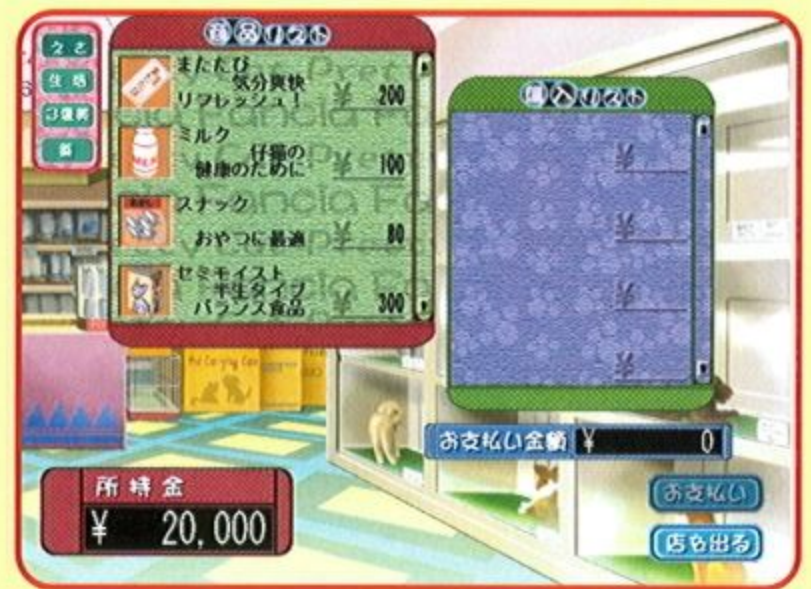 商品リスト
またたび
気分爽快
リフレッシュ!
200
ミルク
仔猫の
健康のために
100
スナック
おやつに最適
80
セミモイスト
半生タイプ
バランス食品
300
購入リスト
お支払い金額 ¥ 0
所持金
¥ 20,000
お支払い
店を出る